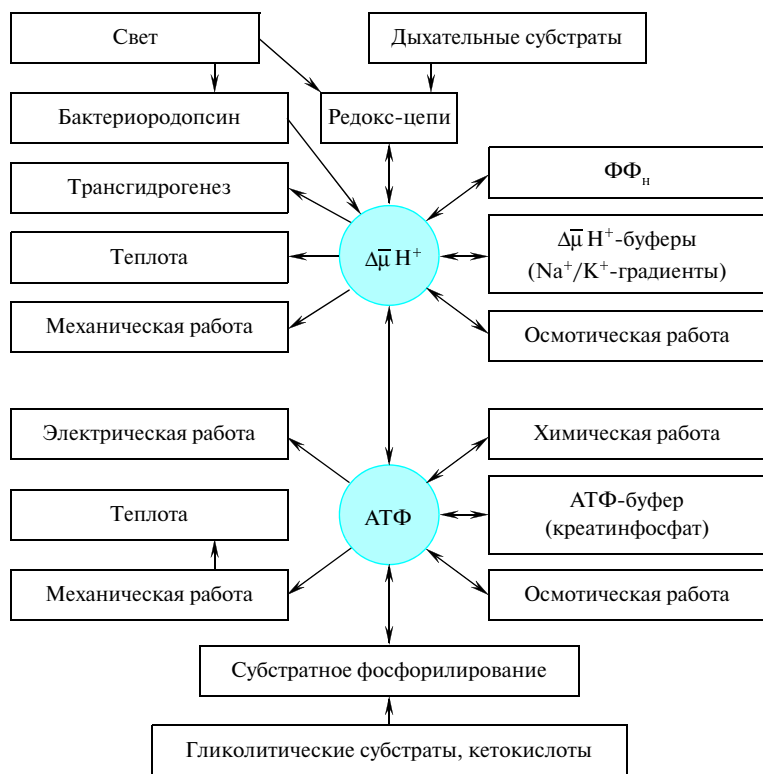 Свет
Дыхательные субстраты
Бактериородопсин
Редокс-цепи
Трансгидрогенез
ФФн
Δμ̄ H⁺
Теплота
Δμ̄ H⁺-буферы
(Na⁺/K⁺-градиенты)
Механическая работа
Осмотическая работа
Электрическая работа
Химическая работа
АТФ
Теплота
АТФ-буфер
(креатинфосфат)
Механическая работа
Осмотическая работа
Субстратное фосфорилирование
Гликолитические субстраты, кетокислоты